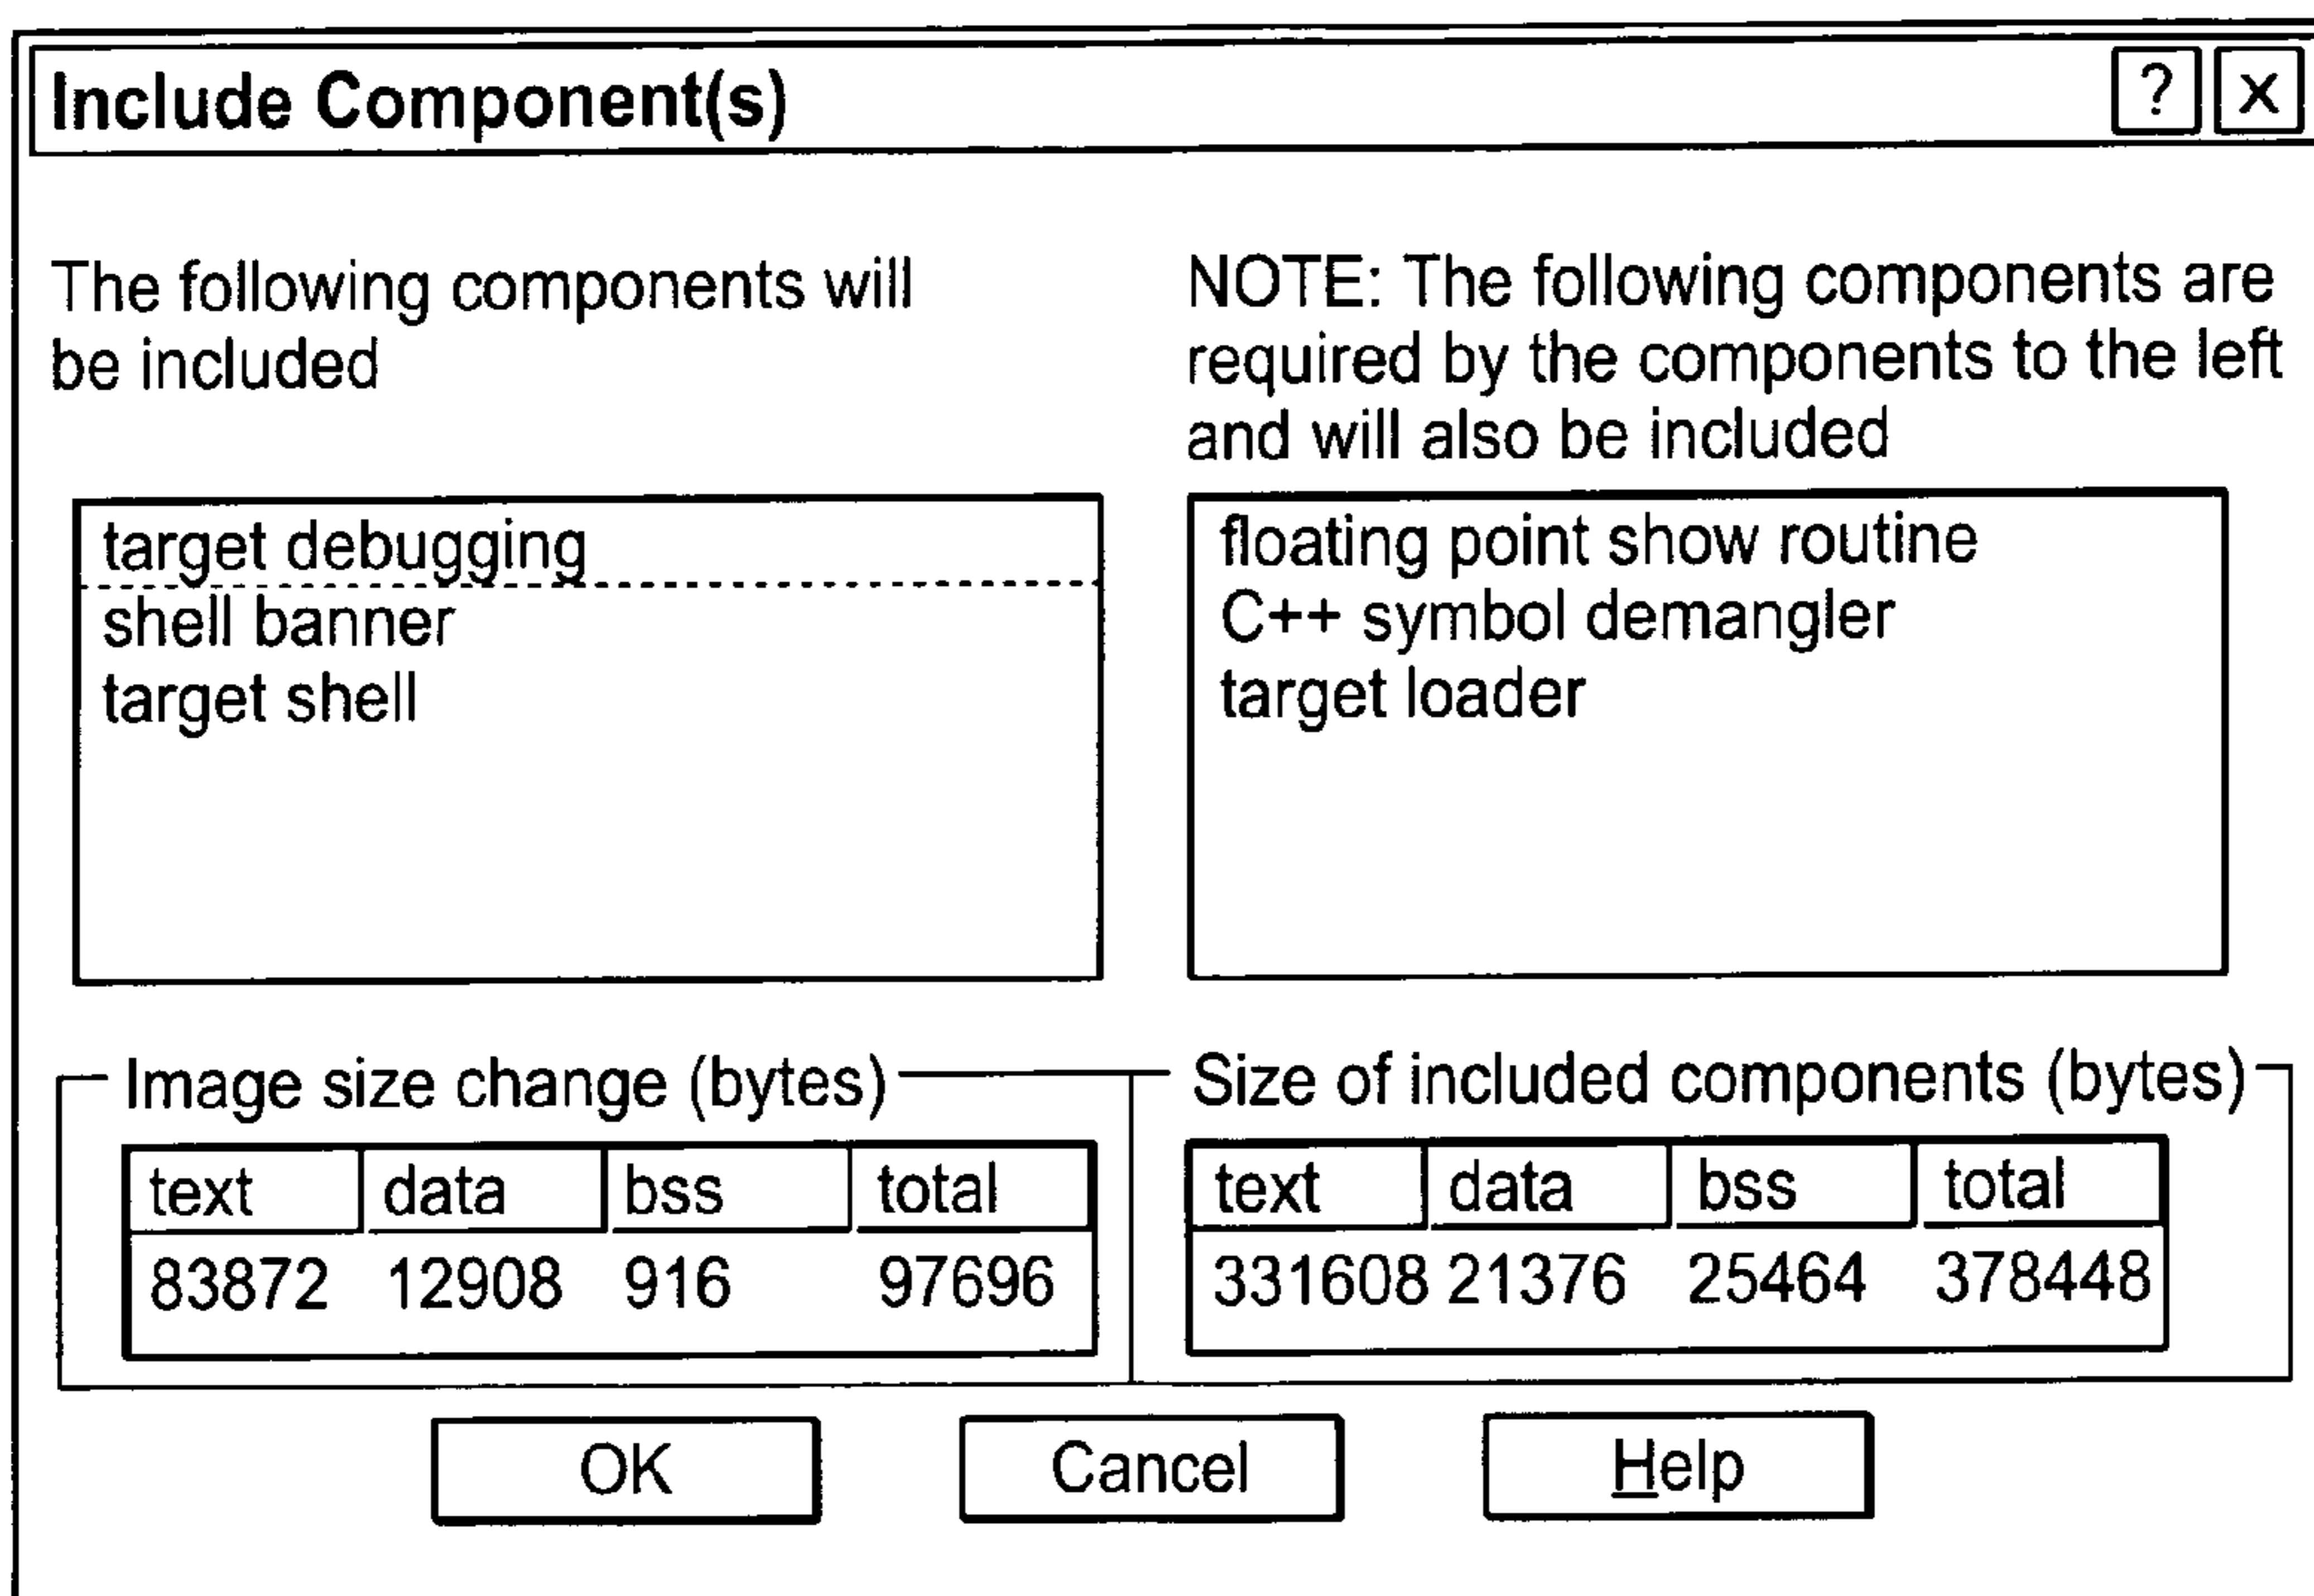 Include Component(s) ? x
The following components will
be included
NOTE: The following components are
required by the components to the left
and will also be included
target debugging
shell banner
target shell
floating point show routine
C++ symbol demangler
target loader
Image size change (bytes)
text data bss total
83872 12908 916 97696
Size of included components (bytes)
text data bss total
331608 21376 25464 378448
OK Cancel Help